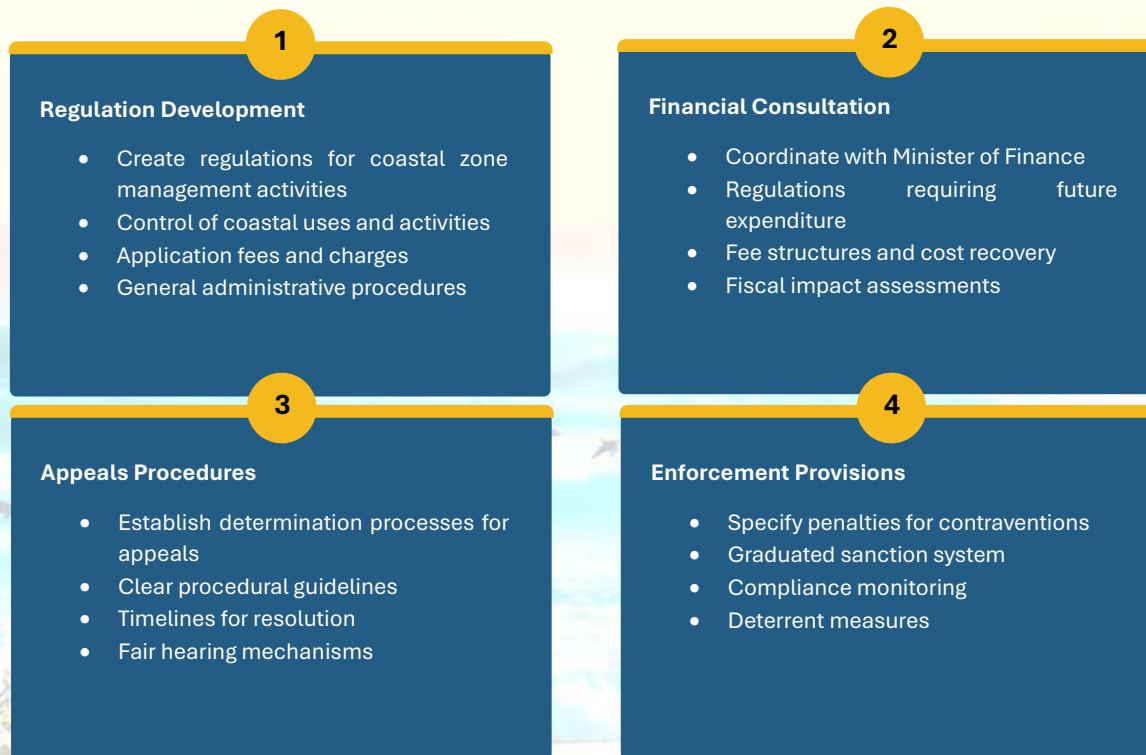 1
Regulation Development
• Create regulations for coastal zone
management activities
• Control of coastal uses and activities
• Application fees and charges
• General administrative procedures
2
Financial Consultation
• Coordinate with Minister of Finance
• Regulations requiring future
expenditure
• Fee structures and cost recovery
• Fiscal impact assessments
3
Appeals Procedures
• Establish determination processes for
appeals
• Clear procedural guidelines
• Timelines for resolution
• Fair hearing mechanisms
4
Enforcement Provisions
• Specify penalties for contraventions
• Graduated sanction system
• Compliance monitoring
• Deterrent measures